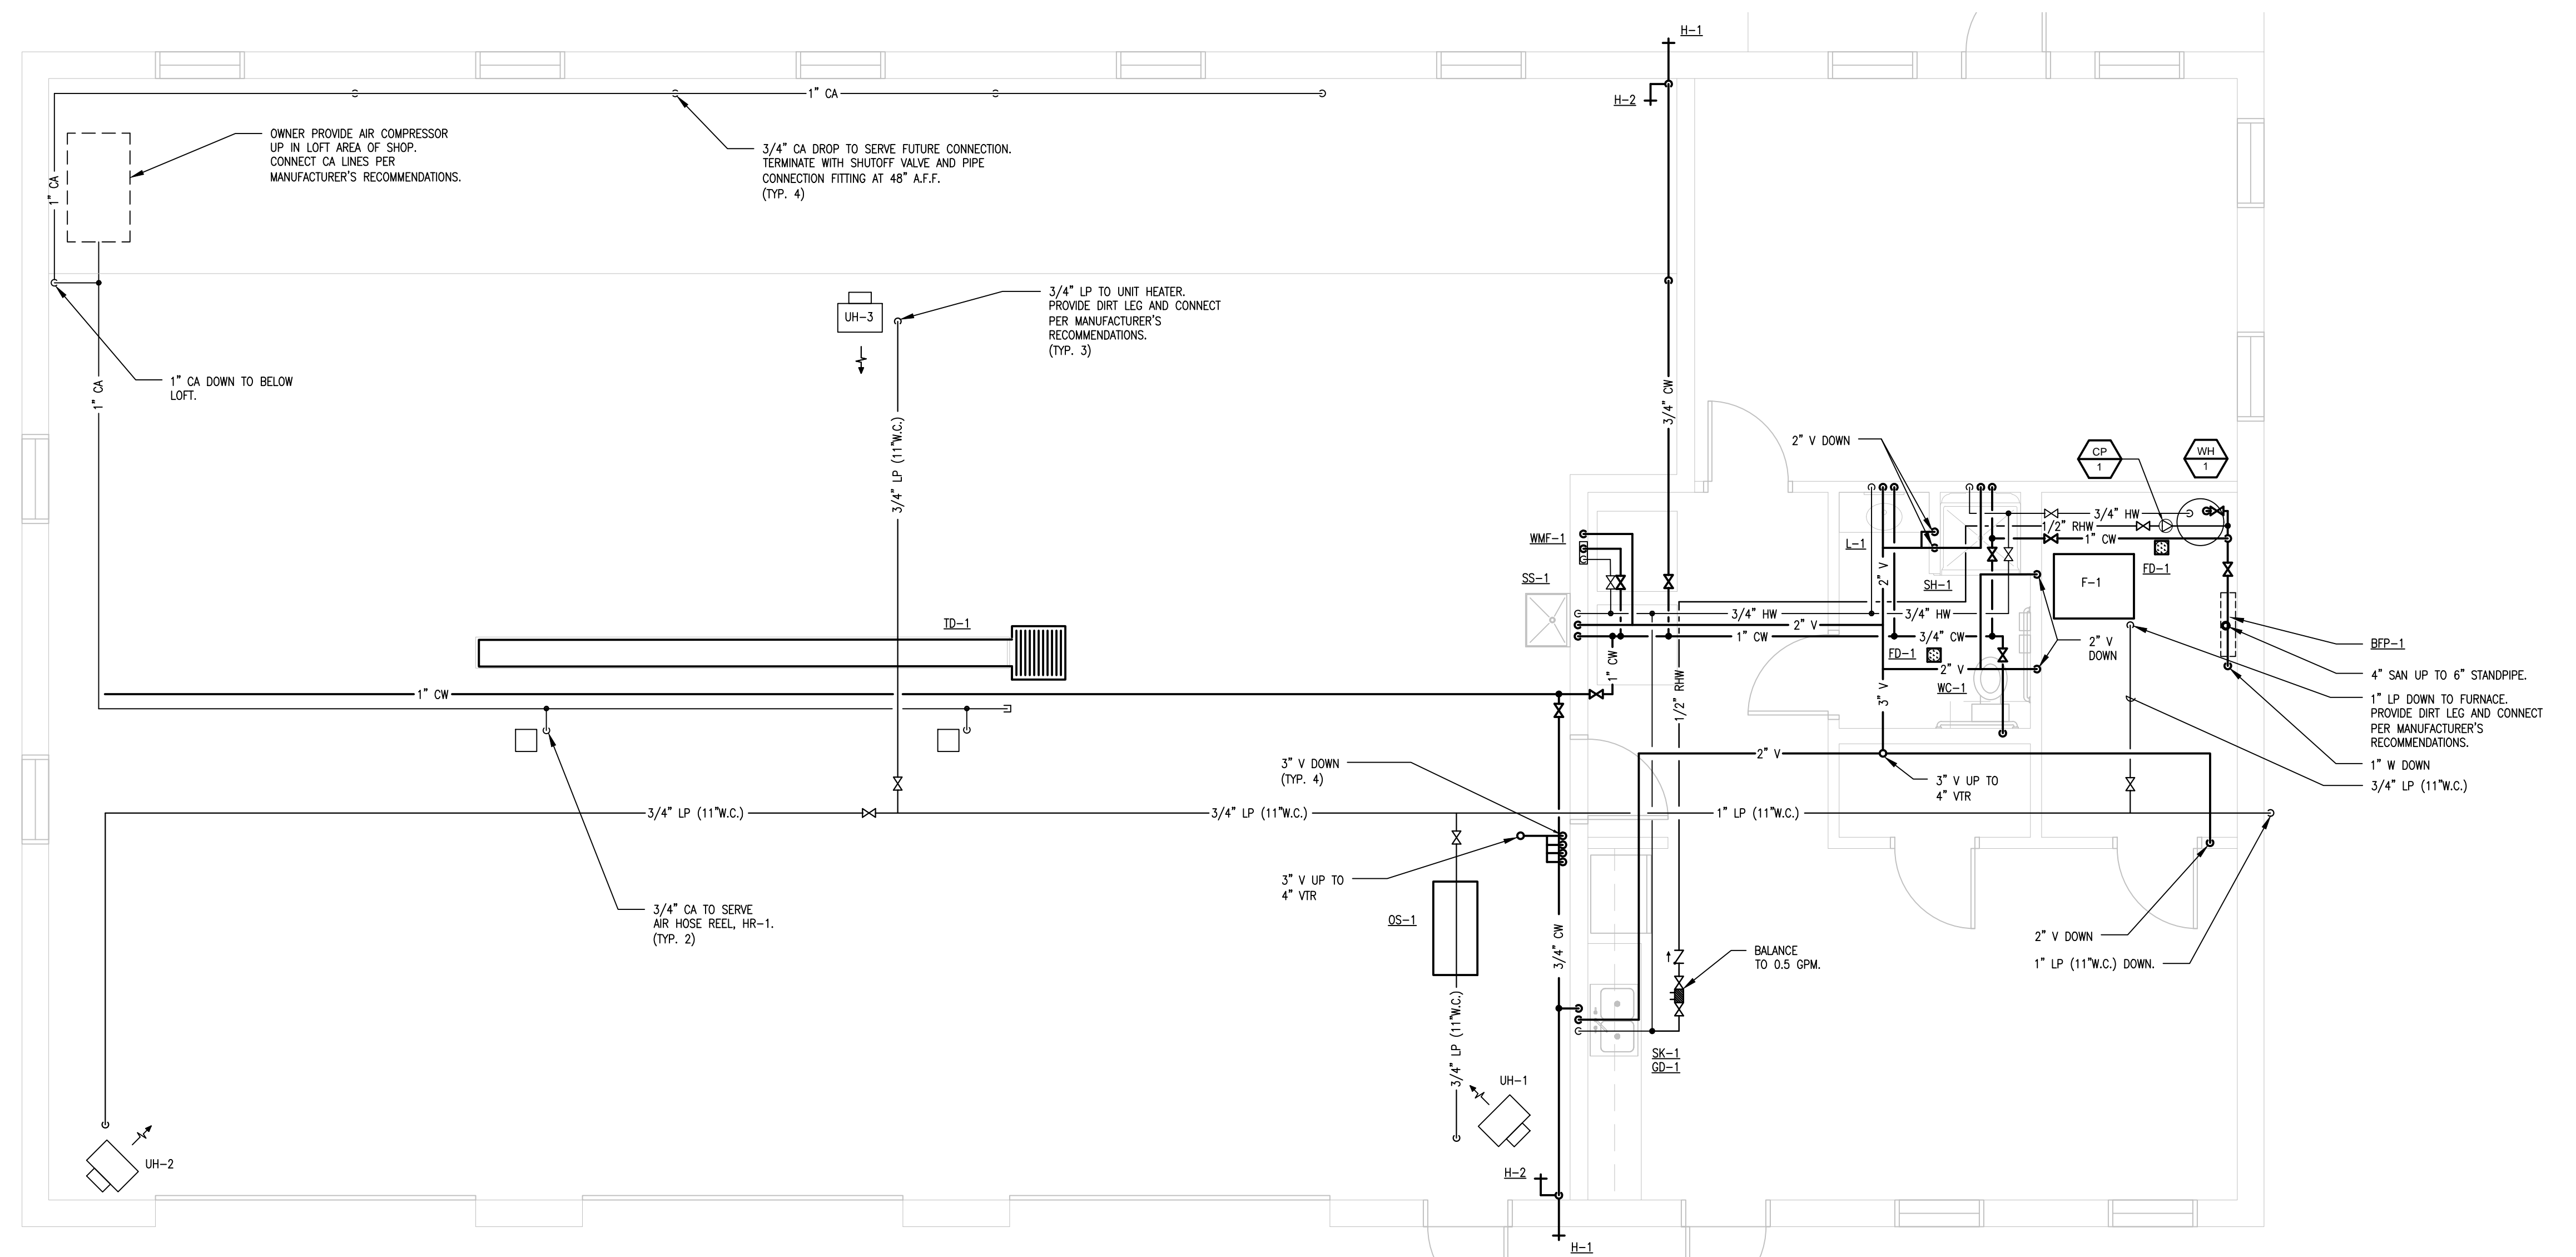 H-1
H-2
1" CA
OWNER PROVIDE AIR COMPRESSOR
UP IN LOFT AREA OF SHOP.
CONNECT CA LINES PER
MANUFACTURER'S RECOMMENDATIONS.
3/4" CA DROP TO SERVE FUTURE CONNECTION.
TERMINATE WITH SHUTOFF VALVE AND PIPE
CONNECTION FITTING AT 48" A.F.F.
(TYP. 4)
1" CA
UH-3
3/4" LP TO UNIT HEATER.
PROVIDE DIRT LEG AND CONNECT
PER MANUFACTURER'S
RECOMMENDATIONS.
(TYP. 3)
1" CA DOWN TO BELOW
LOFT.
1" CA
3/4" LP (11"W.C.)
3/4" CW
2" V DOWN
CP
1
WH
1
3/4" HW
1/2" RHW
1" CW
WMF-1
L-1
2" V
SS-1
SH-1
FD-1
F-1
3/4" HW
3/4" HW
2" V
1" CW
3/4" CW
TD-1
FD-1
2" V
DOWN
BFP-1
2" V
4" SAN UP TO 6" STANDPIPE.
1" CW
1/2" RHW
3" V
WC-1
1" CW
1" LP DOWN TO FURNACE.
PROVIDE DIRT LEG AND CONNECT
PER MANUFACTURER'S
RECOMMENDATIONS.
2" V
3" V DOWN
(TYP. 4)
1" W DOWN
3" V UP TO
4" VTR
3/4" LP (11"W.C.)
3/4" LP (11"W.C.)
3/4" LP (11"W.C.)
1" LP (11"W.C.)
3" V UP TO
4" VTR
3/4" CA TO SERVE
AIR HOSE REEL, HR-1.
(TYP. 2)
OS-1
3/4" CW
BALANCE
TO 0.5 GPM.
2" V DOWN
1" LP (11"W.C.) DOWN.
3/4" LP (11"W.C.)
SK-1
GD-1
UH-1
UH-2
H-2
H-1